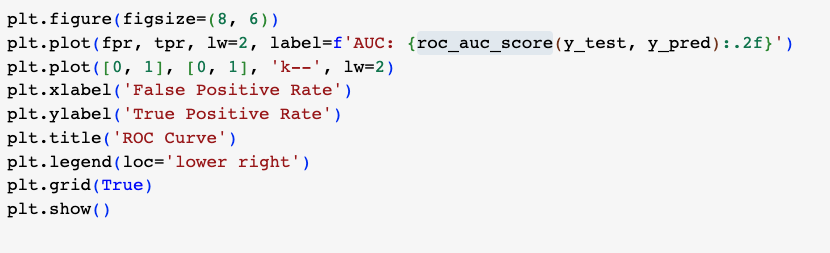 plt.figure(figsize=(8, 6))
plt.plot(fpr, tpr, lw=2, label=f'AUC: {roc_auc_score(y_test, y_pred):.2f}')
plt.plot([0, 1], [0, 1], 'k--', lw=2)
plt.xlabel('False Positive Rate')
plt.ylabel('True Positive Rate')
plt.title('ROC Curve')
plt.legend(loc='lower right')
plt.grid(True)
plt.show()